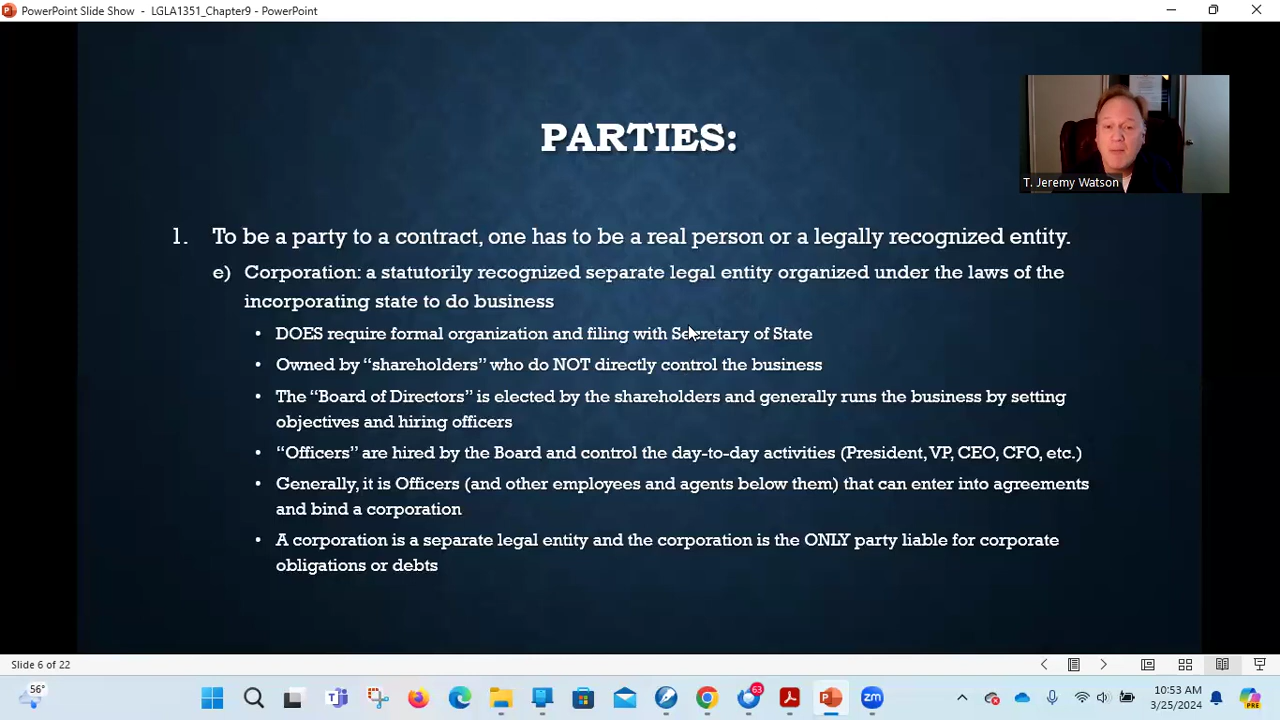 PowerPoint Slide Show - LGLA1351_Chapter9 - PowerPoint
PARTIES:
T. Jeremy Watson
1. To be a party to a contract, one has to be a real person or a legally recognized entity.
e) Corporation: a statutorily recognized separate legal entity organized under the laws of the
incorporating state to do business
• DOES require formal organization and filing with Secretary of State
• Owned by “shareholders” who do NOT directly control the business
• The “Board of Directors” is elected by the shareholders and generally runs the business by setting
objectives and hiring officers
• “Officers” are hired by the Board and control the day-to-day activities (President, VP, CEO, CFO, etc.)
• Generally, it is Officers (and other employees and agents below them) that can enter into agreements
and bind a corporation
• A corporation is a separate legal entity and the corporation is the ONLY party liable for corporate
obligations or debts
Slide 6 of 22
56°
63
zm
PRE
10:53 AM
3/25/2024